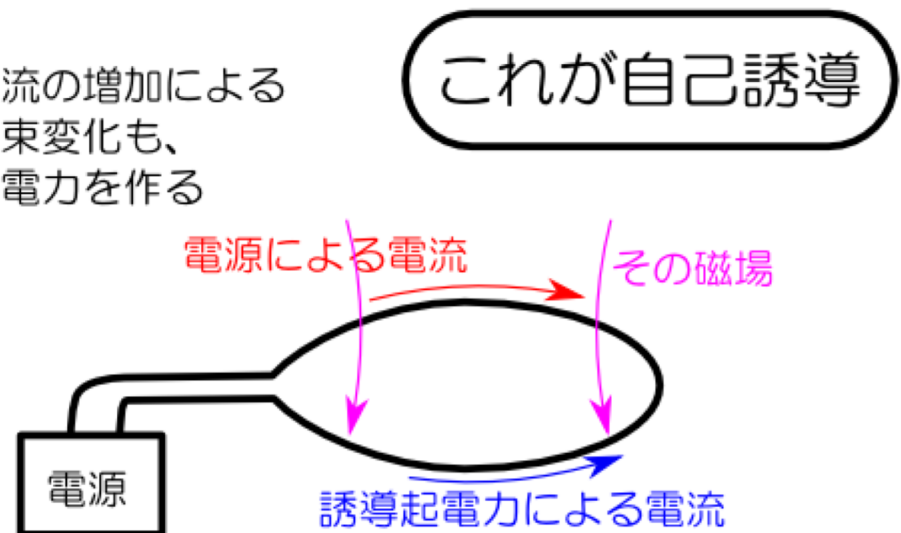 これが自己誘導
流の増加による
束変化も、
電力を作る
電源による電流
その磁場
電源
誘導起電力による電流